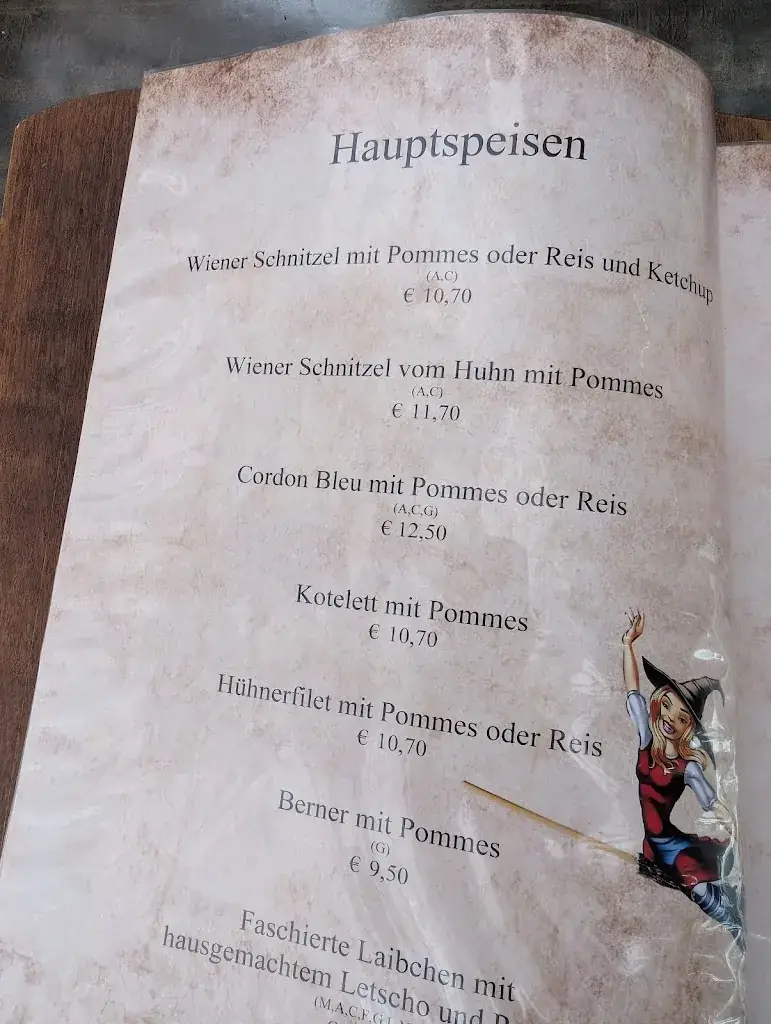 Hauptspeisen
Wiener Schnitzel mit Pommes oder Reis und Ketchup
(A,C)
€ 10,70
Wiener Schnitzel vom Huhn mit Pommes
(A,C)
€ 11,70
Cordon Bleu mit Pommes oder Reis
(A,C,G)
€ 12,50
Kotelett mit Pommes
€ 10,70
Hühnerfilet mit Pommes oder Reis
€ 10,70
Berner mit Pommes
(G)
€ 9,50
Faschierte Laibchen mit
hausgemachtem Letscho und